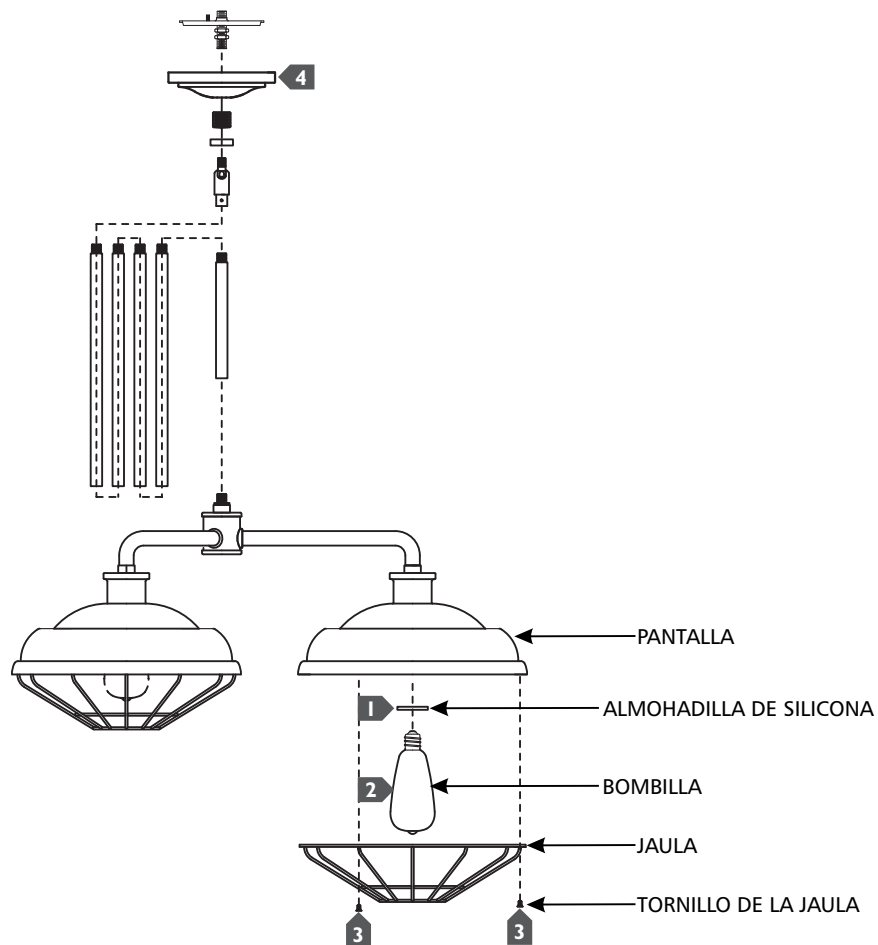 4
PANTALLA
1
ALMOHADILLA DE SILICONA
2
BOMBILLA
JAULA
TORNILLO DE LA JAULA
3
3